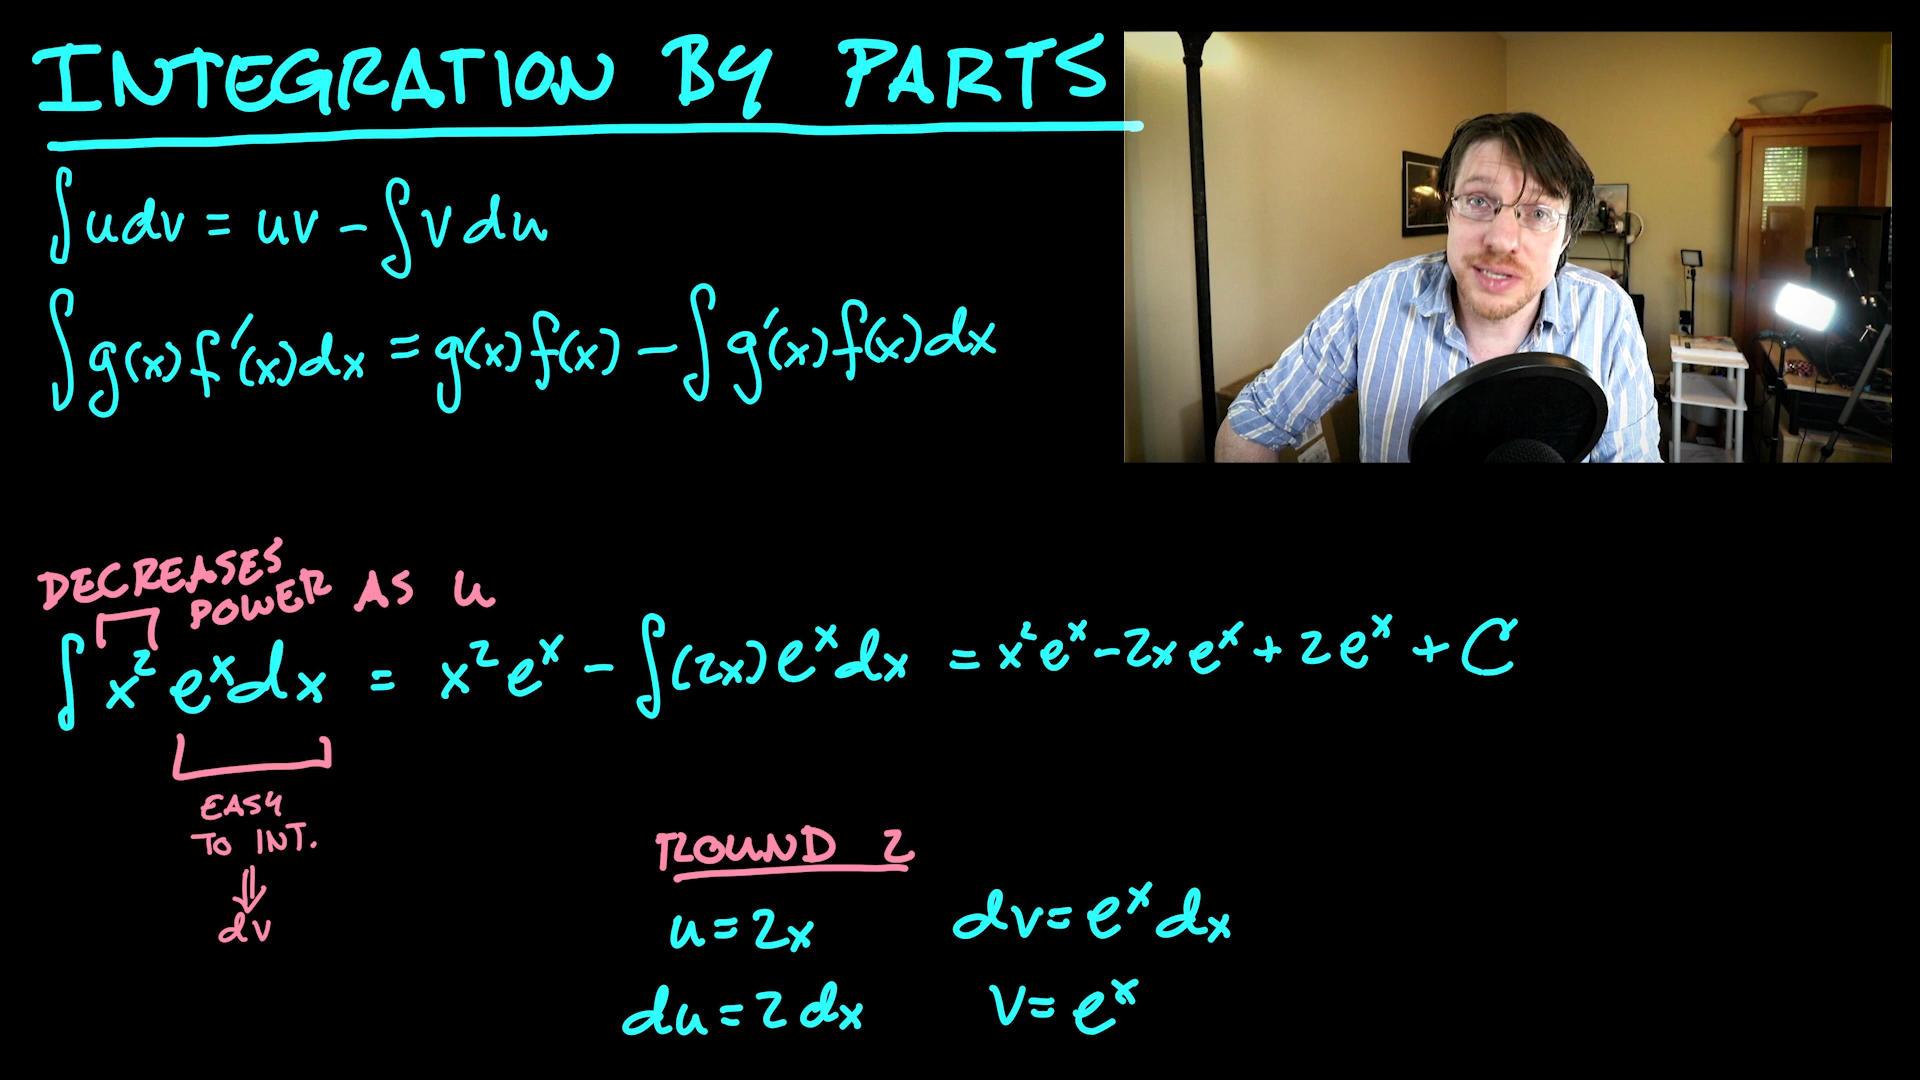 INTEGRATION BY PARTS
∫udv = uv - ∫vdu
∫g(x)f'(x)dx = g(x)f(x) - ∫g'(x)f(x)dx
DECREASES
POWER AS u
∫x²eˣdx = x²eˣ - ∫(2x)eˣdx = x²eˣ - 2xeˣ + 2eˣ + C
EASY
TO INT.
⇓
dv
ROUND 2
u = 2x dv = eˣdx
du = 2dx v = eˣ